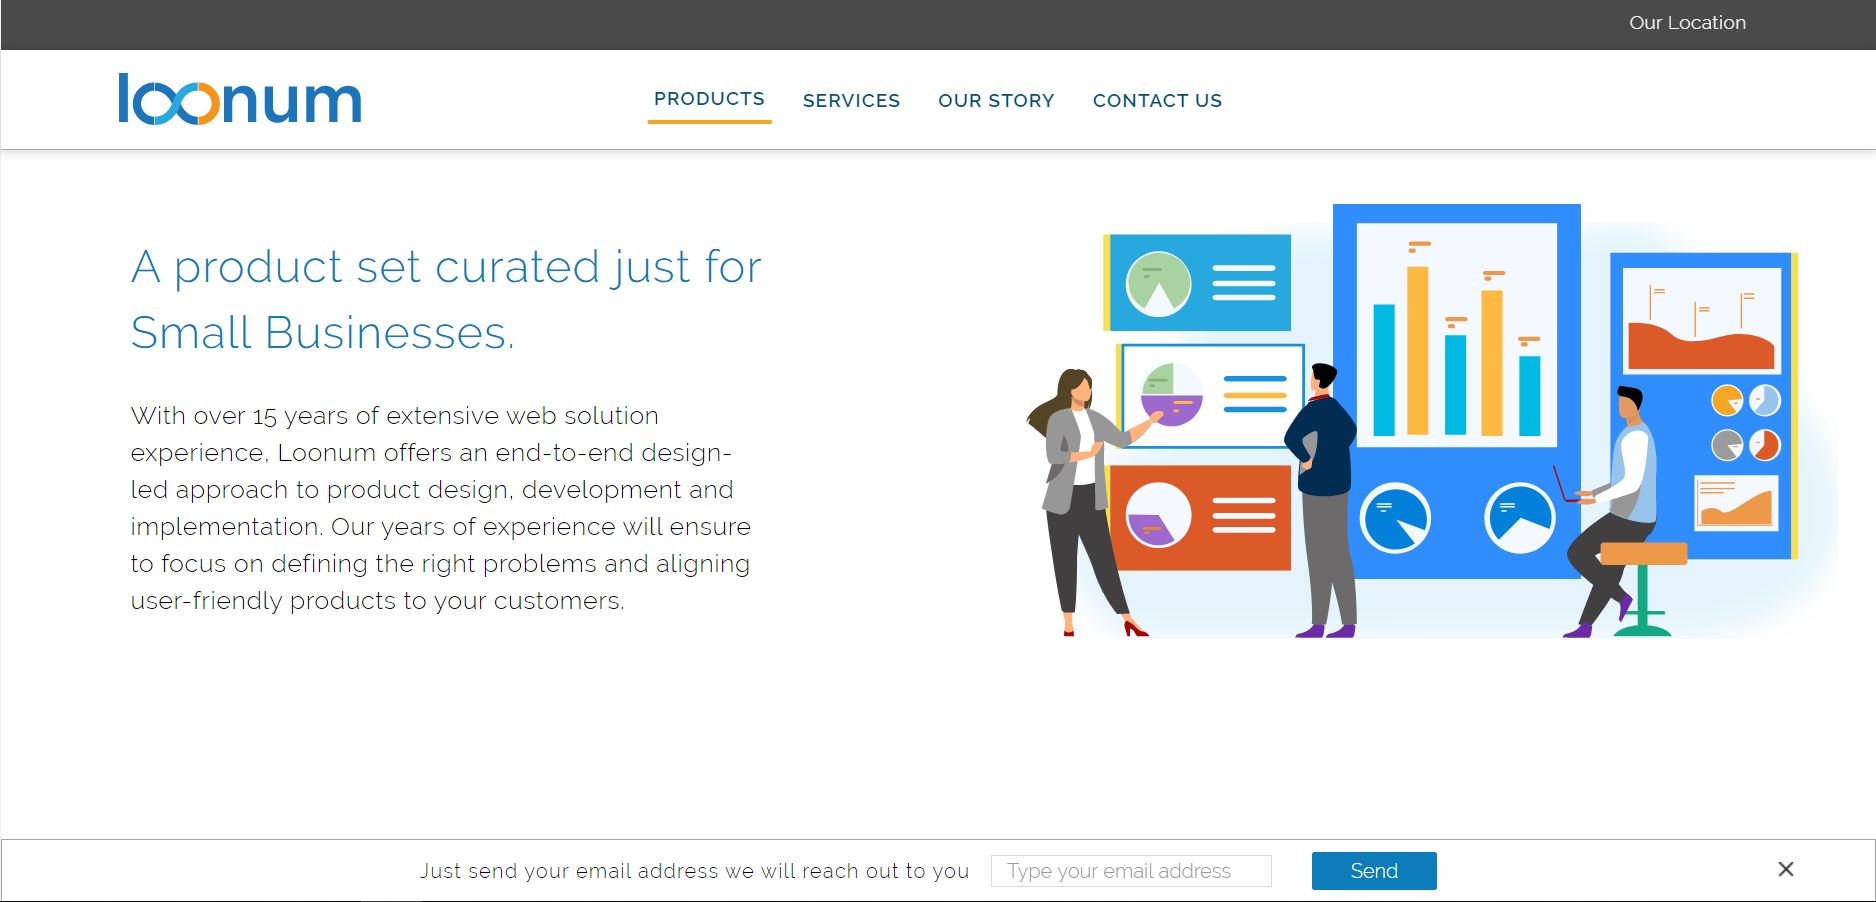 Our Location
loonum
PRODUCTS SERVICES OUR STORY CONTACT US
A product set curated just for
Small Businesses.
With over 15 years of extensive web solution
experience, Loonum offers an end-to-end design-
led approach to product design, development and
implementation. Our years of experience will ensure
to focus on defining the right problems and aligning
user-friendly products to your customers.
Just send your email address we will reach out to you Type your email address Send